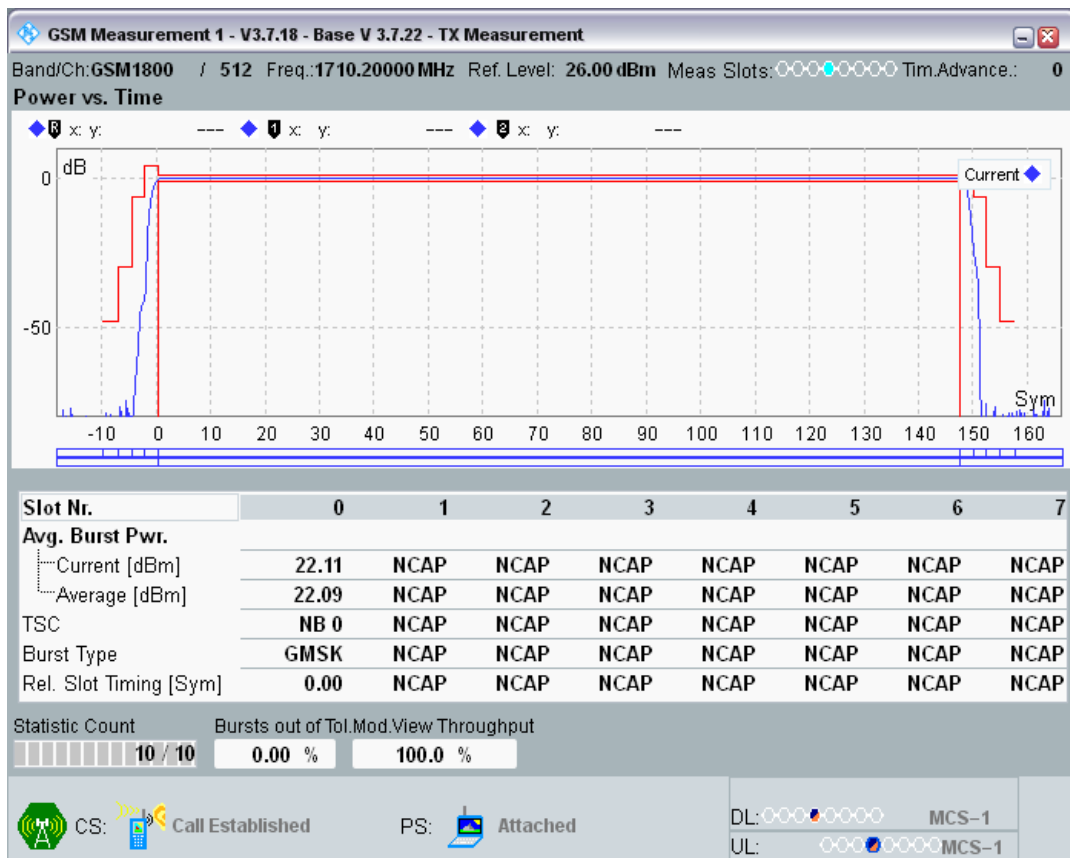 GSM Measurement 1 - V3.7.18 - Base V 3.7.22 - TX Measurement
Band/Ch:GSM1800 / 512 Freq.:1710.20000 MHz Ref. Level: 26.00 dBm Meas Slots: Tim.Advance.: 0
Power vs. Time
R x: y: --- 1 x: y: --- 2 x: y: ---
dB
0
Current
-50
Sym
-10 0 10 20 30 40 50 60 70 80 90 100 110 120 130 140 150 160
Slot Nr. 0 1 2 3 4 5 6 7
Avg. Burst Pwr.
Current [dBm] 22.11 NCAP NCAP NCAP NCAP NCAP NCAP NCAP
Average [dBm] 22.09 NCAP NCAP NCAP NCAP NCAP NCAP NCAP
TSC NB 0 NCAP NCAP NCAP NCAP NCAP NCAP NCAP
Burst Type GMSK NCAP NCAP NCAP NCAP NCAP NCAP NCAP
Rel. Slot Timing [Sym] 0.00 NCAP NCAP NCAP NCAP NCAP NCAP NCAP
Statistic Count Bursts out of Tol.Mod.View Throughput
10 / 10 0.00 % 100.0 %
CS: Call Established PS: Attached
DL: MCS-1
UL: MCS-1